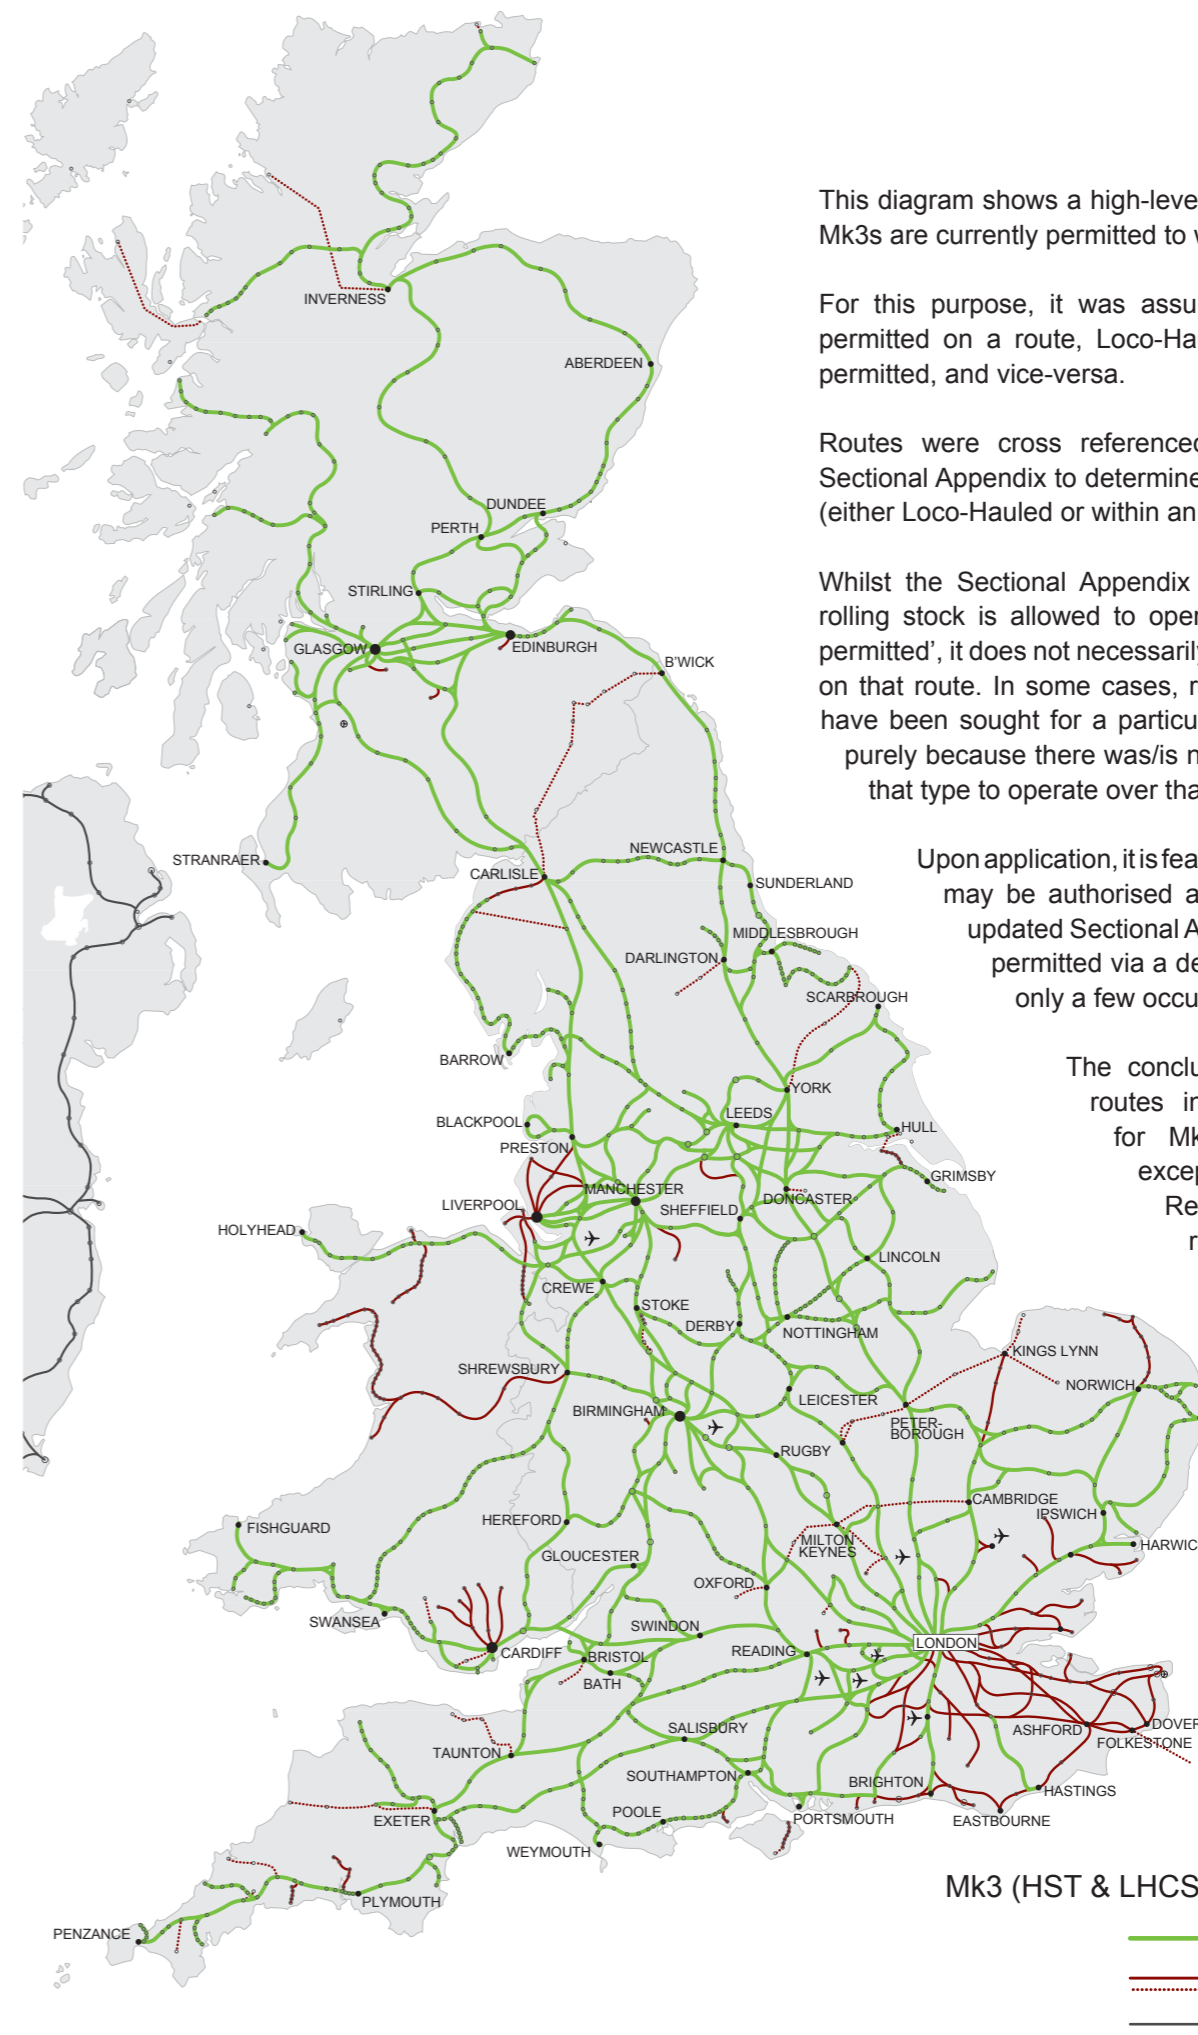 This diagram shows a high-leve
Mk3s are currently permitted to
For this purpose, it was assu
permitted on a route, Loco-Ha
permitted, and vice-versa.
Routes were cross referenced
Sectional Appendix to determine
(either Loco-Hauled or within an
Whilst the Sectional Appendix
rolling stock is allowed to oper
permitted', it does not necessarily
on that route. In some cases, r
have been sought for a particu
purely because there was/is n
that type to operate over tha
Upon application, it is fea
may be authorised a
updated Sectional A
permitted via a de
only a few occu
The conclu
routes in
for Mk
excep
Re
r
INVERNESS
ABERDEEN
DUNDEE
PERTH
STIRLING
GLASGOW
EDINBURGH
B'WICK
STRANRAER
NEWCASTLE
CARLISLE
SUNDERLAND
MIDDLESBROUGH
DARLINGTON
SCARBROUGH
BARROW
YORK
BLACKPOOL
LEEDS
HULL
PRESTON
GRIMSBY
MANCHESTER
DONCASTER
LIVERPOOL
SHEFFIELD
HOLYHEAD
LINCOLN
CREWE
STOKE
DERBY
NOTTINGHAM
KINGS LYNN
SHREWSBURY
NORWICH
LEICESTER
BIRMINGHAM
PETER-
BOROUGH
RUGBY
CAMBRIDGE
IPSWICH
FISHGUARD
HEREFORD
MILTON
KEYNES
HARWIC
GLOUCESTER
OXFORD
SWANSEA
SWINDON
LONDON
READING
CARDIFF
BRISTOL
BATH
SALISBURY
ASHFORD
DOVER
FOLKESTONE
TAUNTON
SOUTHAMPTON
BRIGHTON
HASTINGS
POOLE
PORTSMOUTH
EASTBOURNE
EXETER
WEYMOUTH
PLYMOUTH
PENZANCE
Mk3 (HST & LHCS